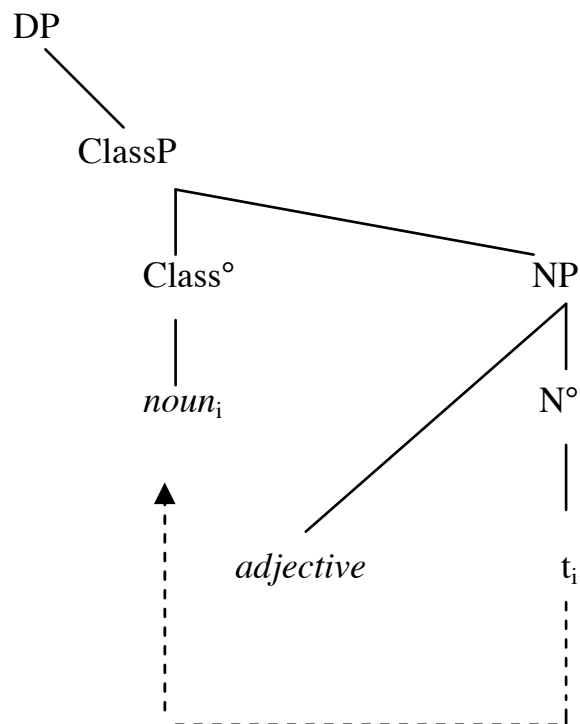 DP
ClassP
Class° NP
nounᵢ N°
adjective tᵢ